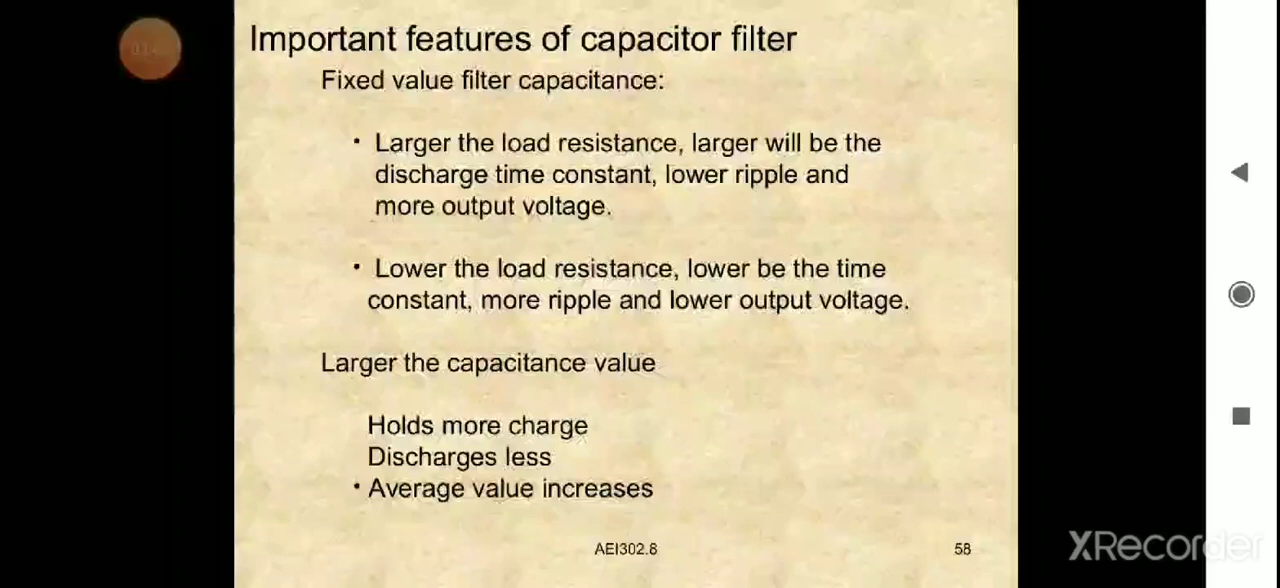 Important features of capacitor filter
Fixed value filter capacitance:
• Larger the load resistance, larger will be the
discharge time constant, lower ripple and
more output voltage.
• Lower the load resistance, lower be the time
constant, more ripple and lower output voltage.
Larger the capacitance value
Holds more charge
Discharges less
• Average value increases
AEI302.8
58
XRecorder